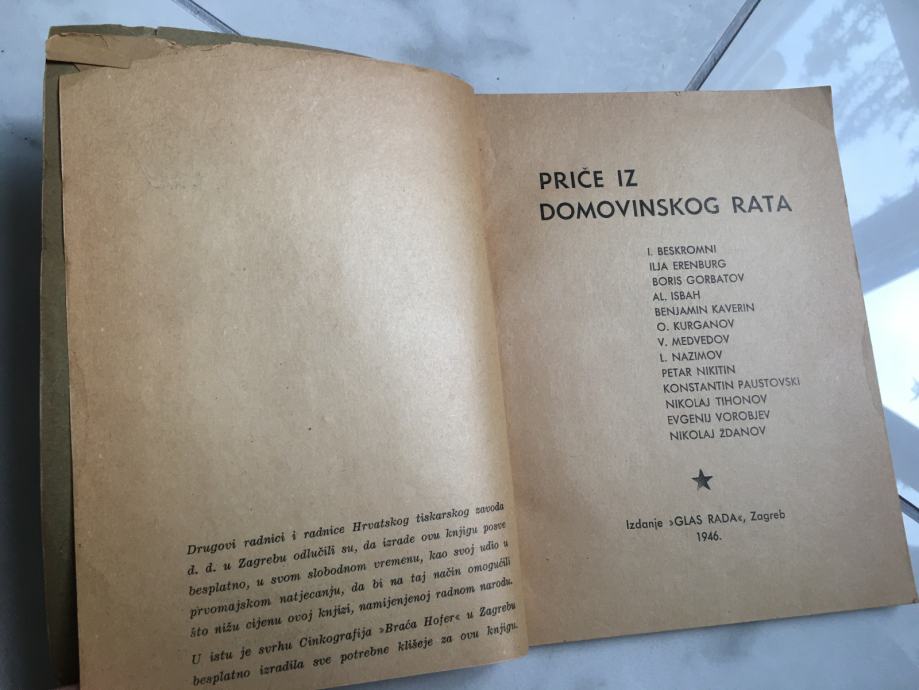 Drugovi radnici i radnice Hrvatskog tiskarskog zavoda
d. d. u Zagrebu odlučili su, da izrade ovu knjigu posve
besplatno, u svom slobodnom vremenu, kao svoj udio u
prvomajskom natjecanju, da bi na taj način omogućili
što nižu cijenu ovoj knjizi, namijenjenoj radnom narodu.
U istu je svrhu Cinkografija »Braća Hofer« u Zagrebu
besplatno izradila sve potrebne klišeje za ovu knjigu.
PRIČE IZ
DOMOVINSKOG RATA
I. BESKROMNI
ILJA ERENBURG
BORIS GORBATOV
AL. ISBAH
BENJAMIN KAVERIN
O. KURGANOV
V. MEDVEDOV
L. NAZIMOV
PETAR NIKITIN
KONSTANTIN PAUSTOVSKI
NIKOLAJ TIHONOV
EVGENIJ VOROBJEV
NIKOLAJ ŽDANOV
Izdanje »GLAS RADA«, Zagreb
1946.